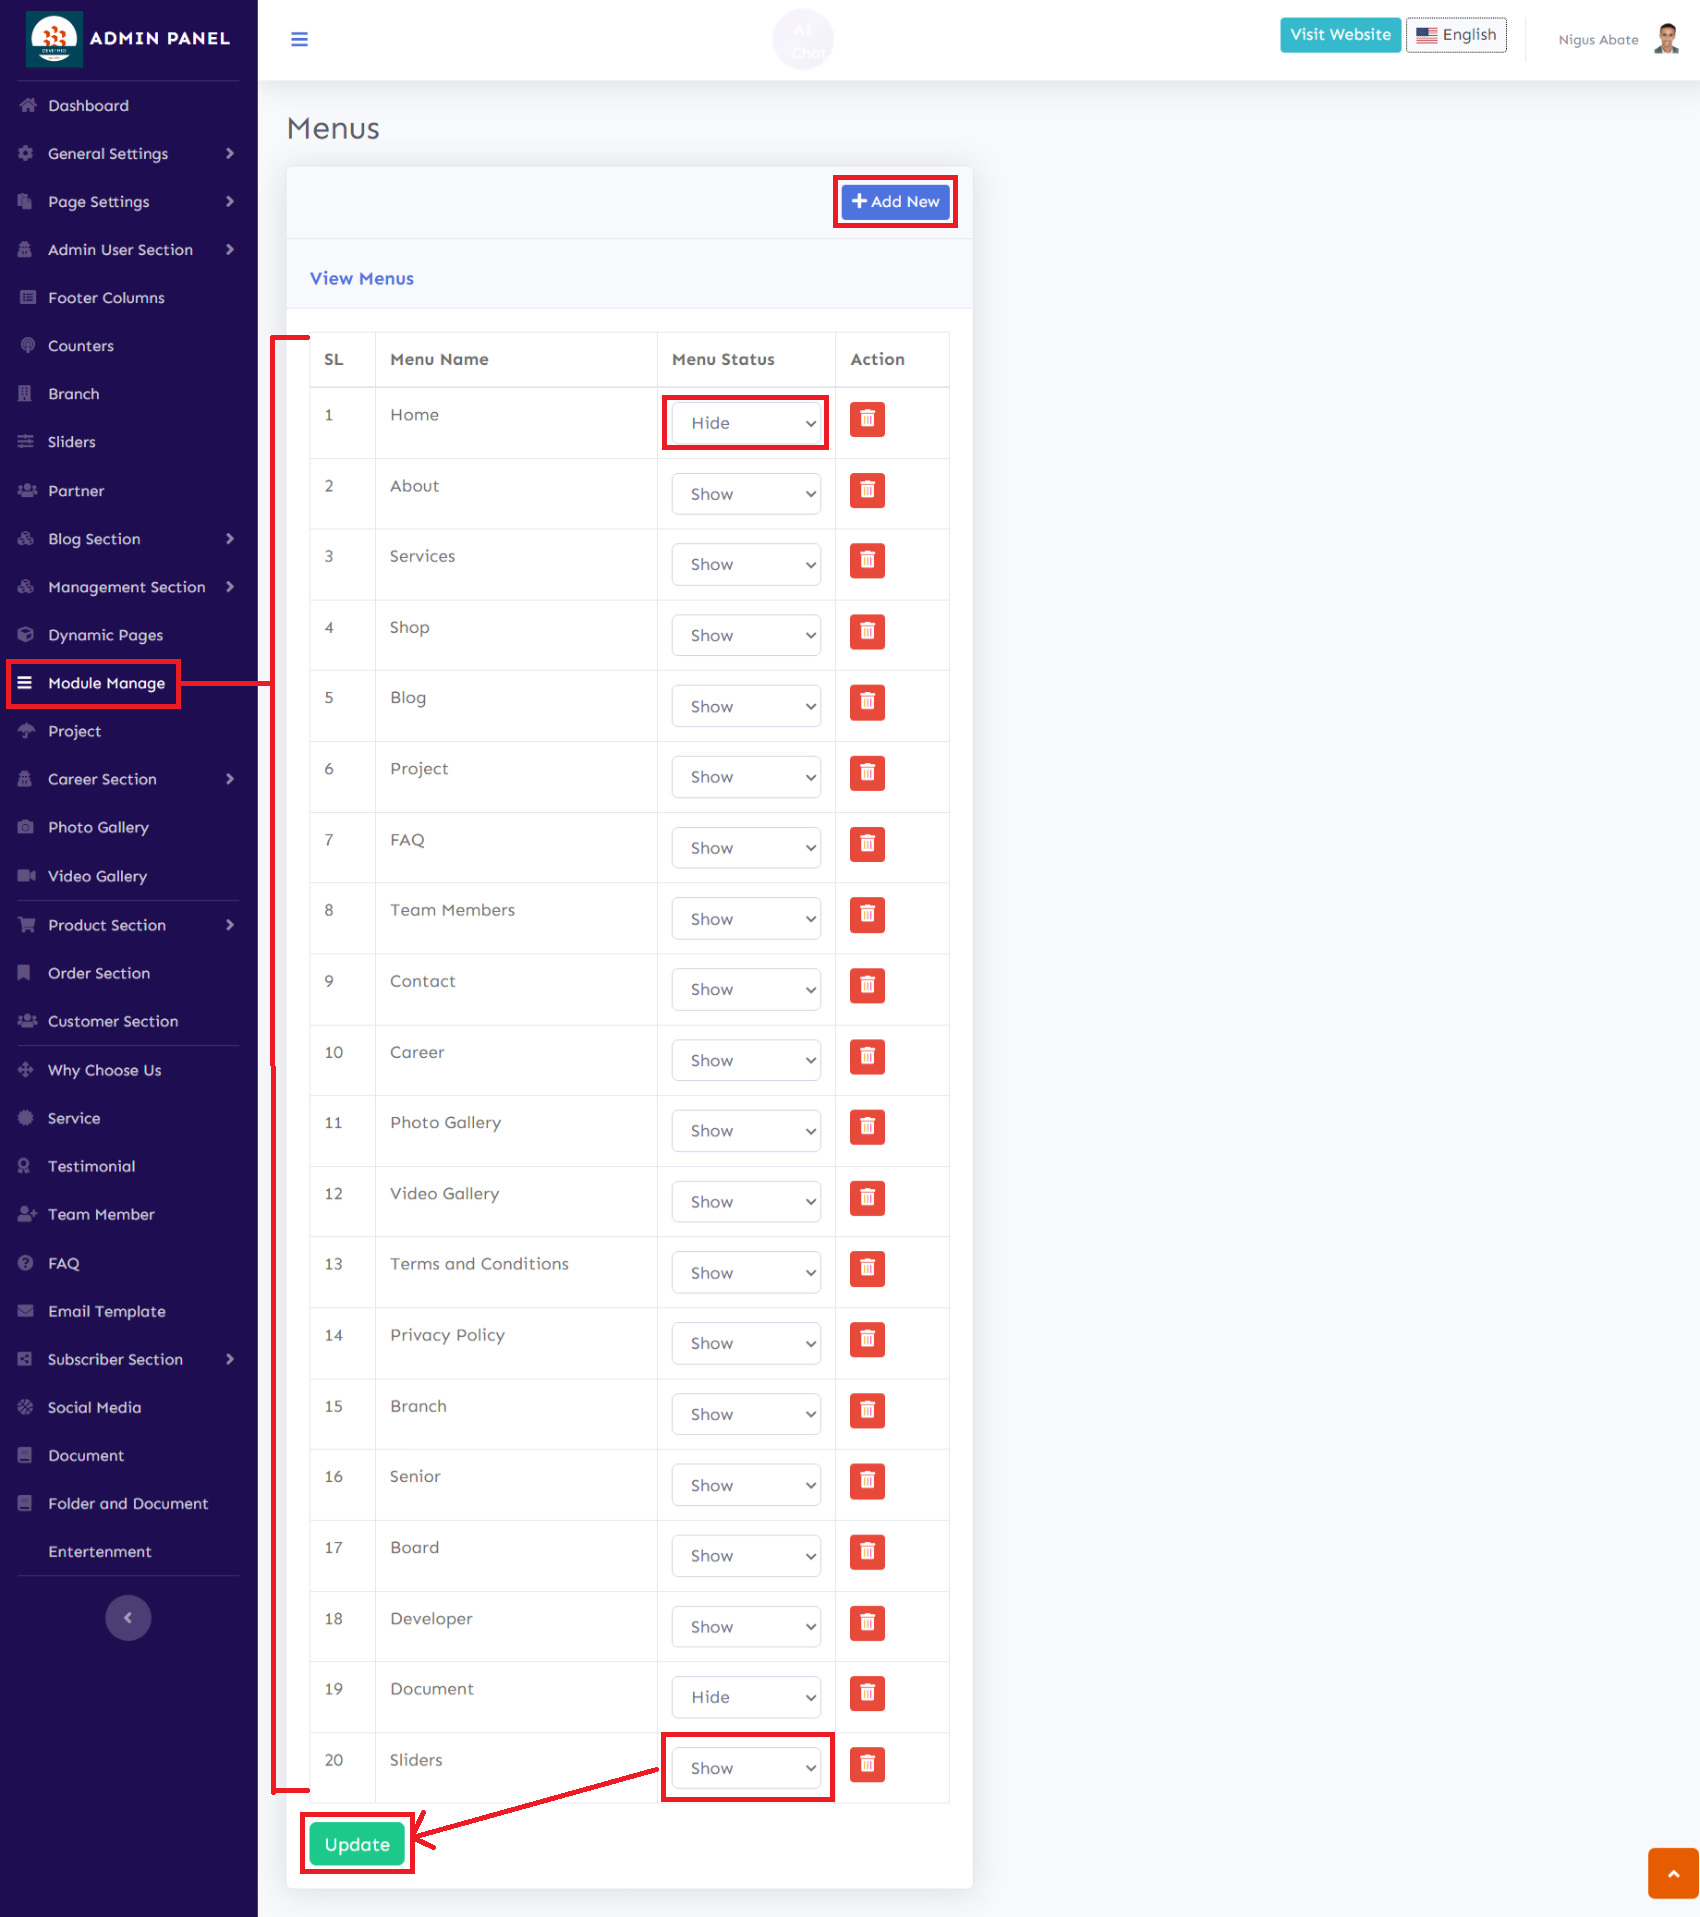 ADMIN PANEL
Dashboard
General Settings
Page Settings
Admin User Section
Footer Columns
Counters
Branch
Sliders
Partner
Blog Section
Management Section
Dynamic Pages
Module Manage
Project
Career Section
Photo Gallery
Video Gallery
Product Section
Order Section
Customer Section
Why Choose Us
Service
Testimonial
Team Member
FAQ
Email Template
Subscriber Section
Social Media
Document
Folder and Document
Entertenment
AI
Chat
Visit Website English Nigus Abate
Menus
Add New
View Menus
SL Menu Name Menu Status Action
1 Home Hide
2 About Show
3 Services Show
4 Shop Show
5 Blog Show
6 Project Show
7 FAQ Show
8 Team Members Show
9 Contact Show
10 Career Show
11 Photo Gallery Show
12 Video Gallery Show
13 Terms and Conditions Show
14 Privacy Policy Show
15 Branch Show
16 Senior Show
17 Board Show
18 Developer Show
19 Document Hide
20 Sliders Show
Update